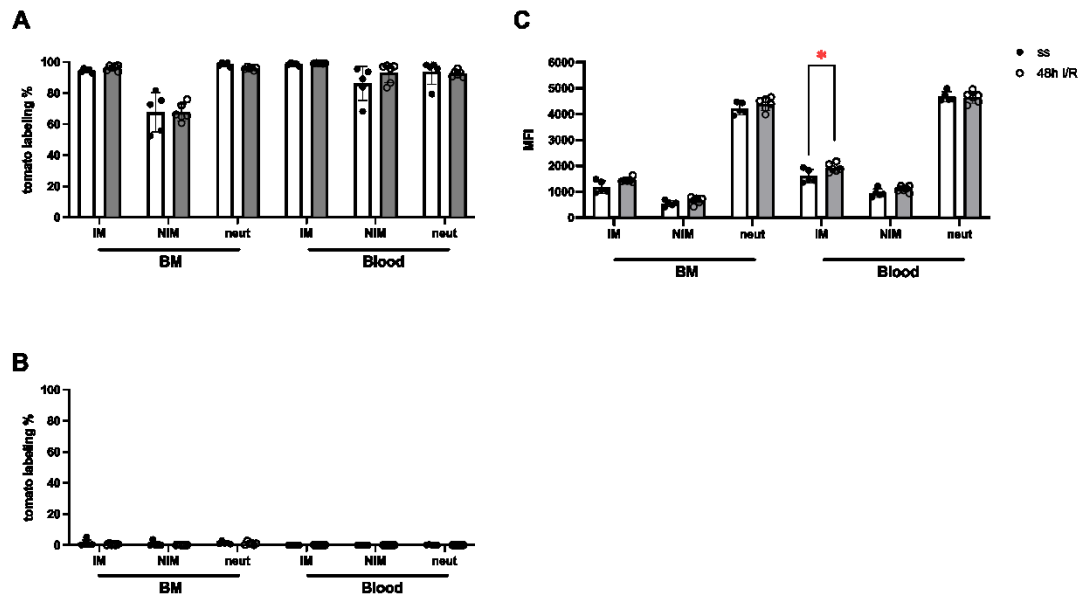 A
tomato labeling %
100
80
60
40
20
0
IM NIM neut IM NIM neut
BM Blood
C
MFI
6000
5000
4000
3000
2000
1000
0
*
IM NIM neut IM NIM neut
BM Blood
ss
48h I/R
B
tomato labeling %
100
80
60
40
20
0
IM NIM neut IM NIM neut
BM Blood